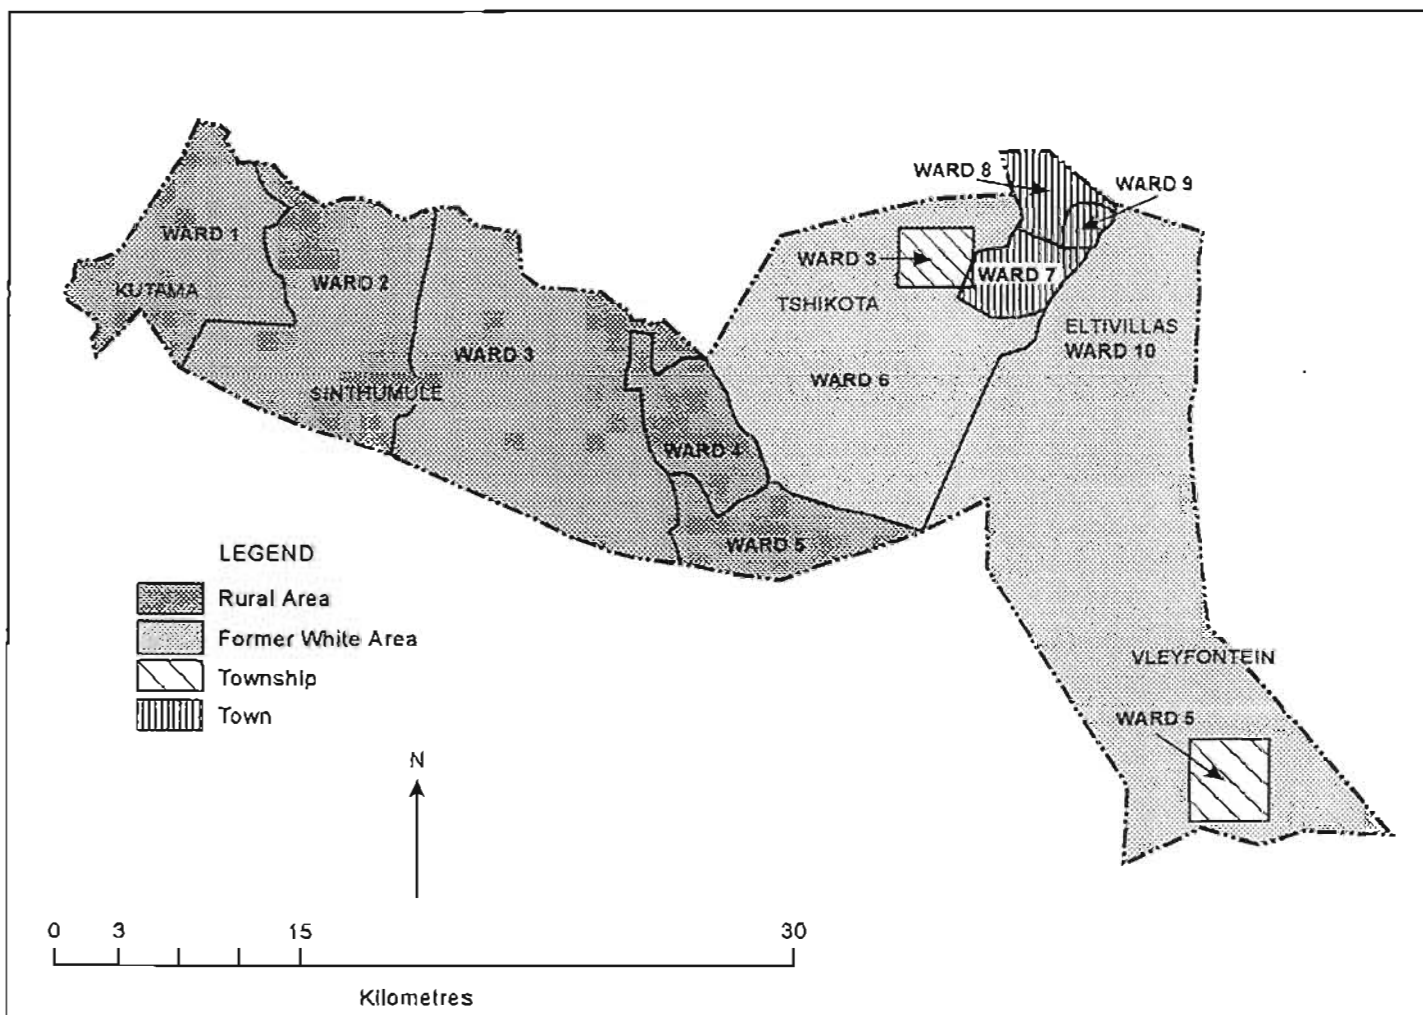 WARD 8
WARD 9
WARD 1
WARD 3
WARD 7
KUTAMA
WARD 2
TSHIKOTA
ELTIVILLAS
WARD 10
WARD 3
WARD 6
SINTHUMULE
WARD 4
WARD 5
LEGEND
Rural Area
Former White Area
Township
Town
VLEYFONTEIN
WARD 5
N
0 3 15 30
Kilometres